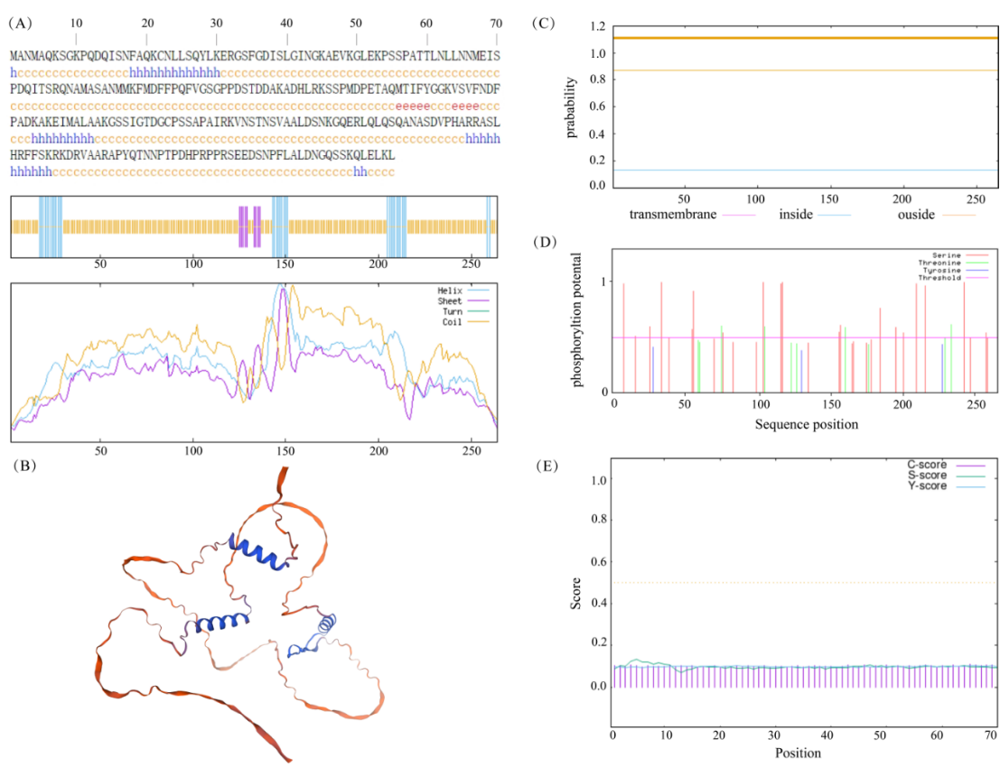 (A) 10 20 30 40 50 60 70
MANMAQKSGKPQDQISNFAQKCNLLSQYLKERGSFGDISLGINGKAEVKGLEKPSSPATTLNLLNNMEIS
hcccccccccccccccchhhhhhhhhhhhhcccccccccccccccccccccccccccccccccccccccc
PDQITSRQNAMASANMMKFMDFFPQFVGSGPPDSTDDAKADHLRKSSPMDPETAQMTIFYGGKVSVFNDF
ccccccccccccccccccccccccccccccccccccccccccccccccccccccceeeeeccceeeeccc
PADKAKEIMALAAKGSSIGTDGCPSSAPAIRKVNSTNSVAALDSNKGQERLQLQSQANASDVPHARRASL
ccchhhhhhhhhccccccccccccccccccccccccccccccccccccccccccccccccccccchhhhh
HRFFSKRKDRVAARAPYQTNNPTPDHPRPPRSEEDSNPFLALDNGQSSKQLELKL
hhhhhhccccccccccccccccccccccccccccccccccccccccccchhcccc
50 100 150 200 250
Helix
Sheet
Turn
Coil
50 100 150 200 250
(B)
(C)
prabability
1.2
1.0
0.8
0.6
0.4
0.2
0.0
50 100 150 200 250
transmembrane inside ouside
(D)
phosphoryltion potental
1
0
Serine
Threonine
Tyrosine
Threshold
0 50 100 150 200 250
Sequence position
(E)
Score
1.0
0.8
0.6
0.4
0.2
0.0
C-score
S-score
Y-score
0 10 20 30 40 50 60 70
Position